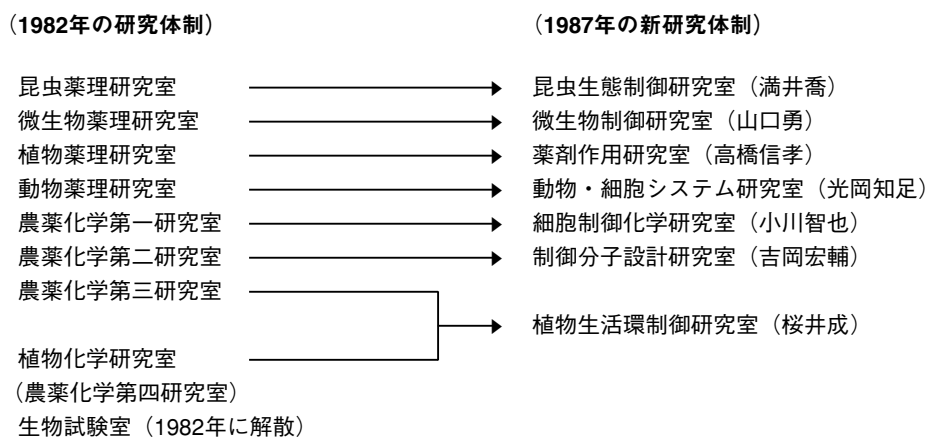 （1982年の研究体制）
（1987年の新研究体制）
昆虫薬理研究室
昆虫生態制御研究室（満井喬）
微生物薬理研究室
微生物制御研究室（山口勇）
植物薬理研究室
薬剤作用研究室（高橋信孝）
動物薬理研究室
動物・細胞システム研究室（光岡知足）
農薬化学第一研究室
細胞制御化学研究室（小川智也）
農薬化学第二研究室
制御分子設計研究室（吉岡宏輔）
農薬化学第三研究室
植物生活環制御研究室（桜井成）
植物化学研究室
（農薬化学第四研究室）
生物試験室（1982年に解散）